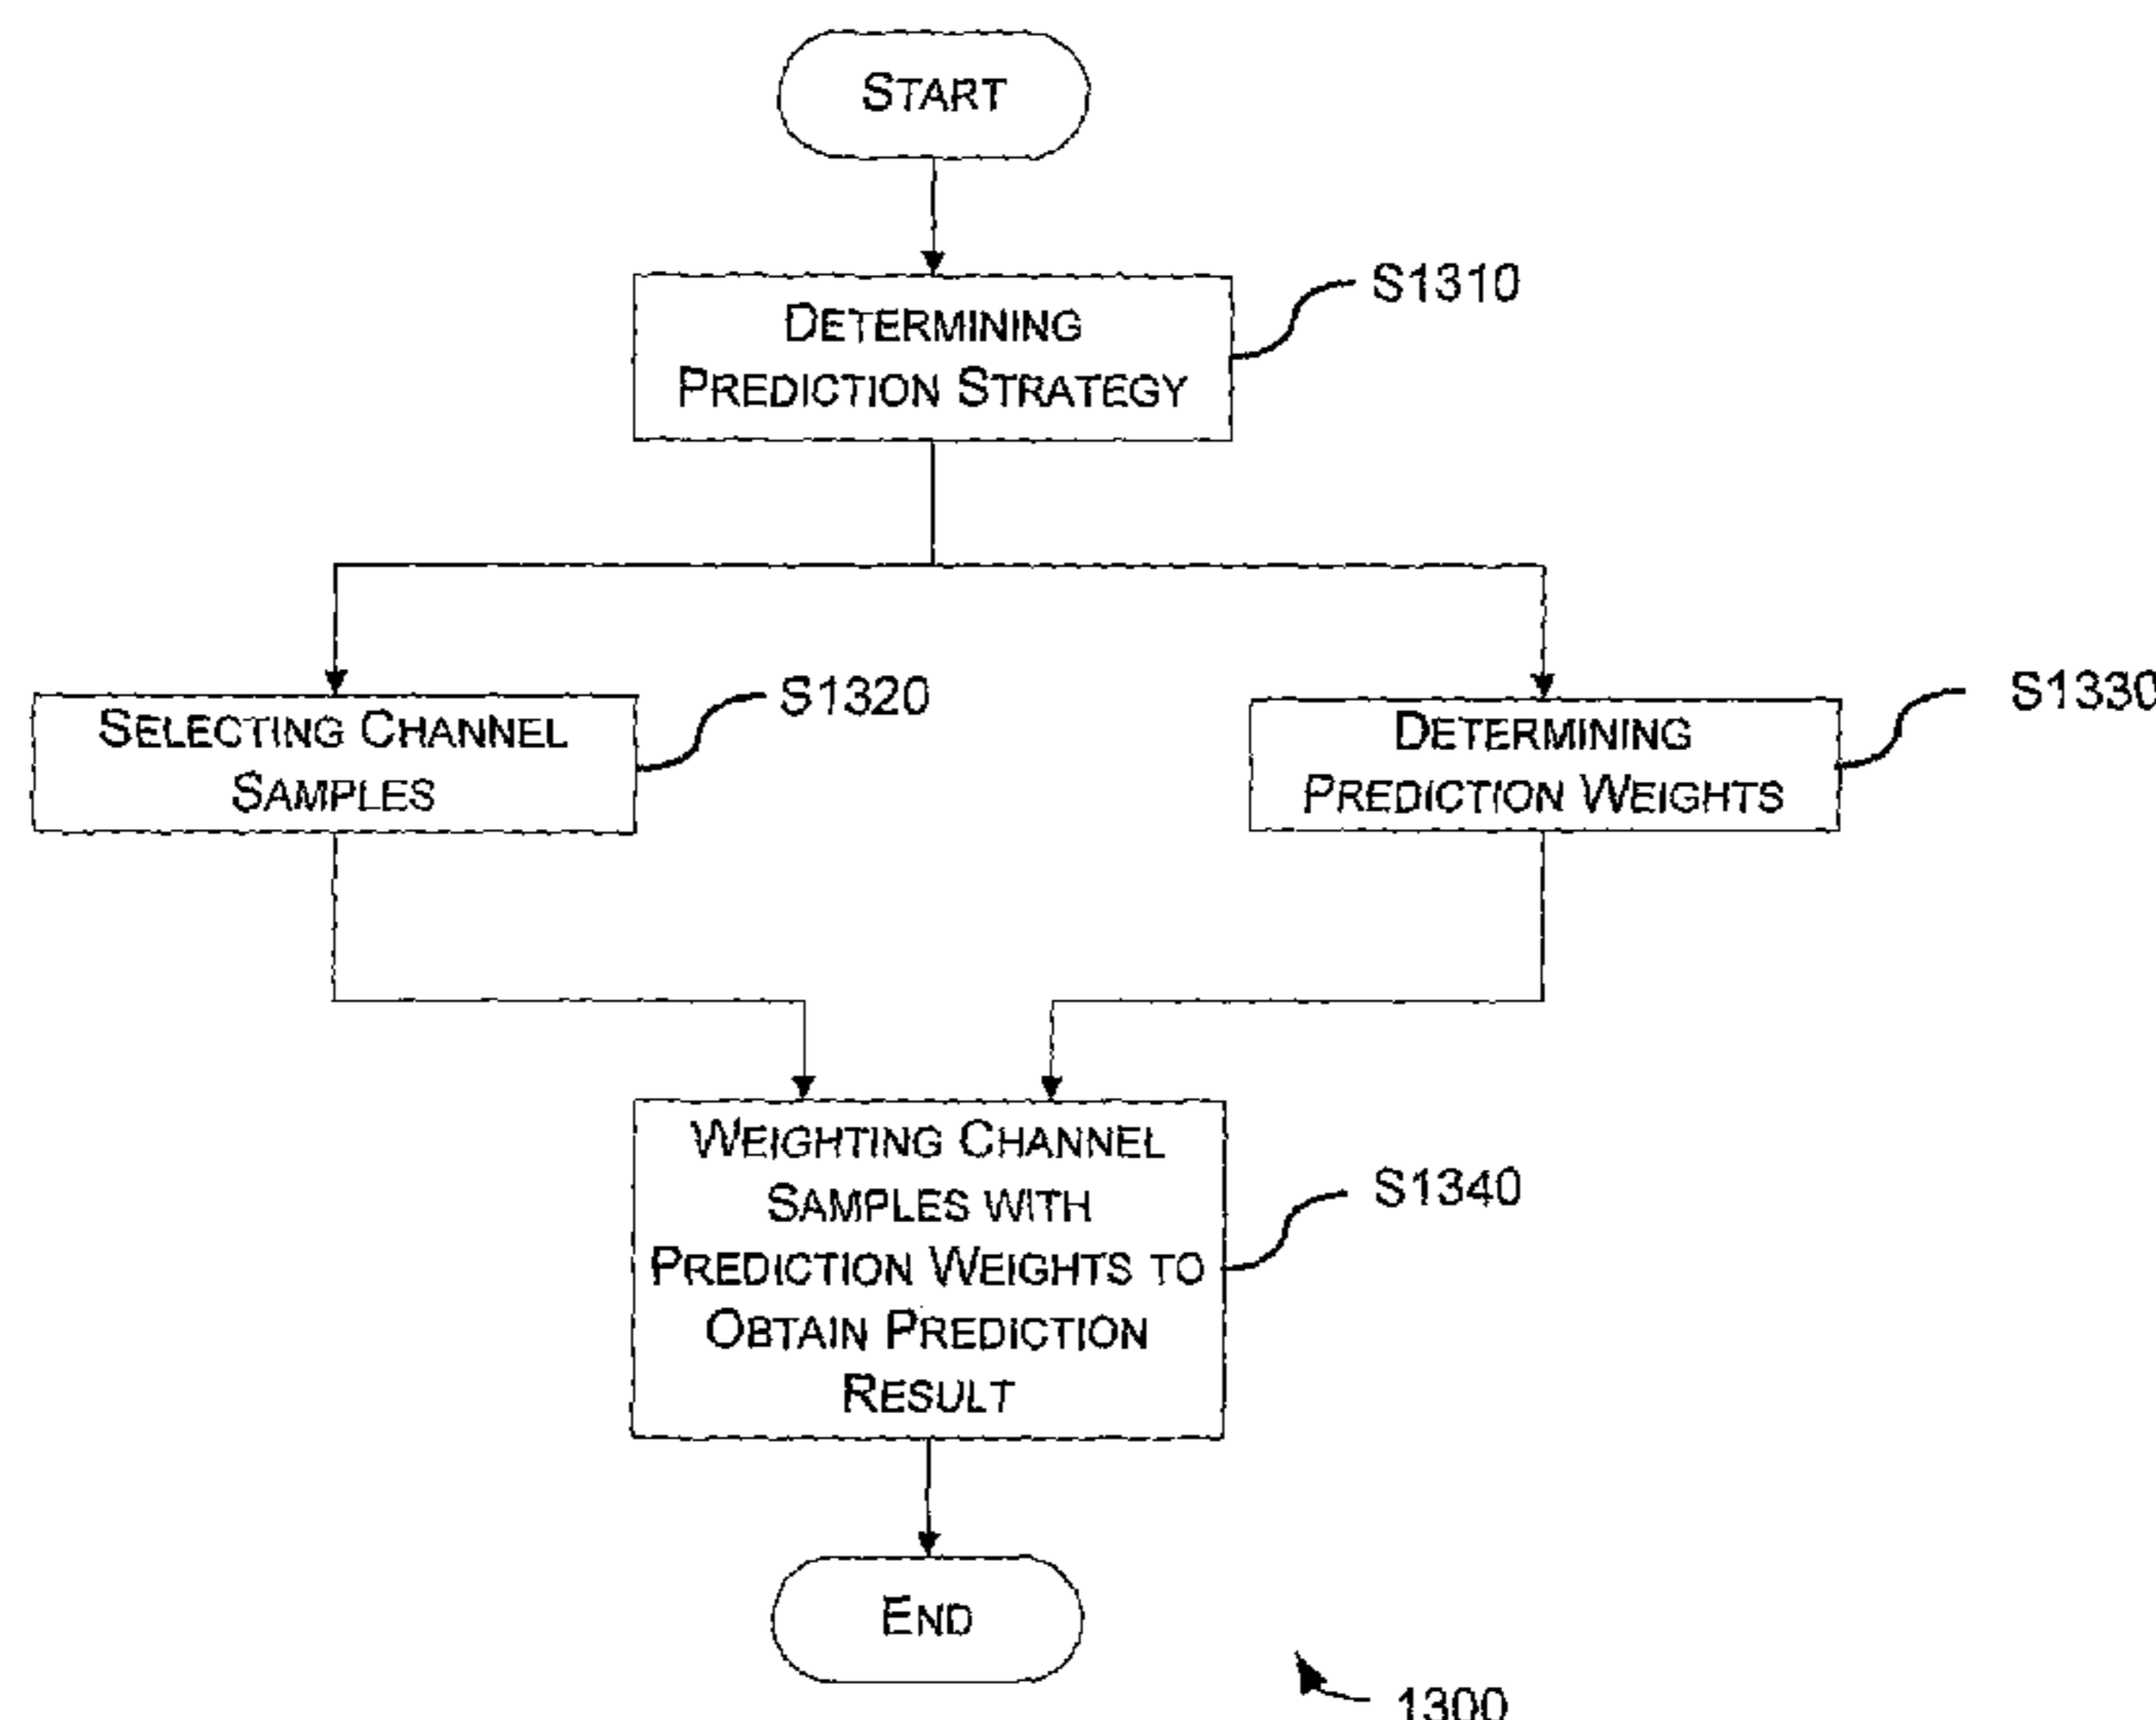 START
DETERMINING
PREDICTION STRATEGY
S1310
SELECTING CHANNEL
SAMPLES
S1320
DETERMINING
PREDICTION WEIGHTS
S1330
WEIGHTING CHANNEL
SAMPLES WITH
PREDICTION WEIGHTS TO
OBTAIN PREDICTION
RESULT
S1340
END
1300